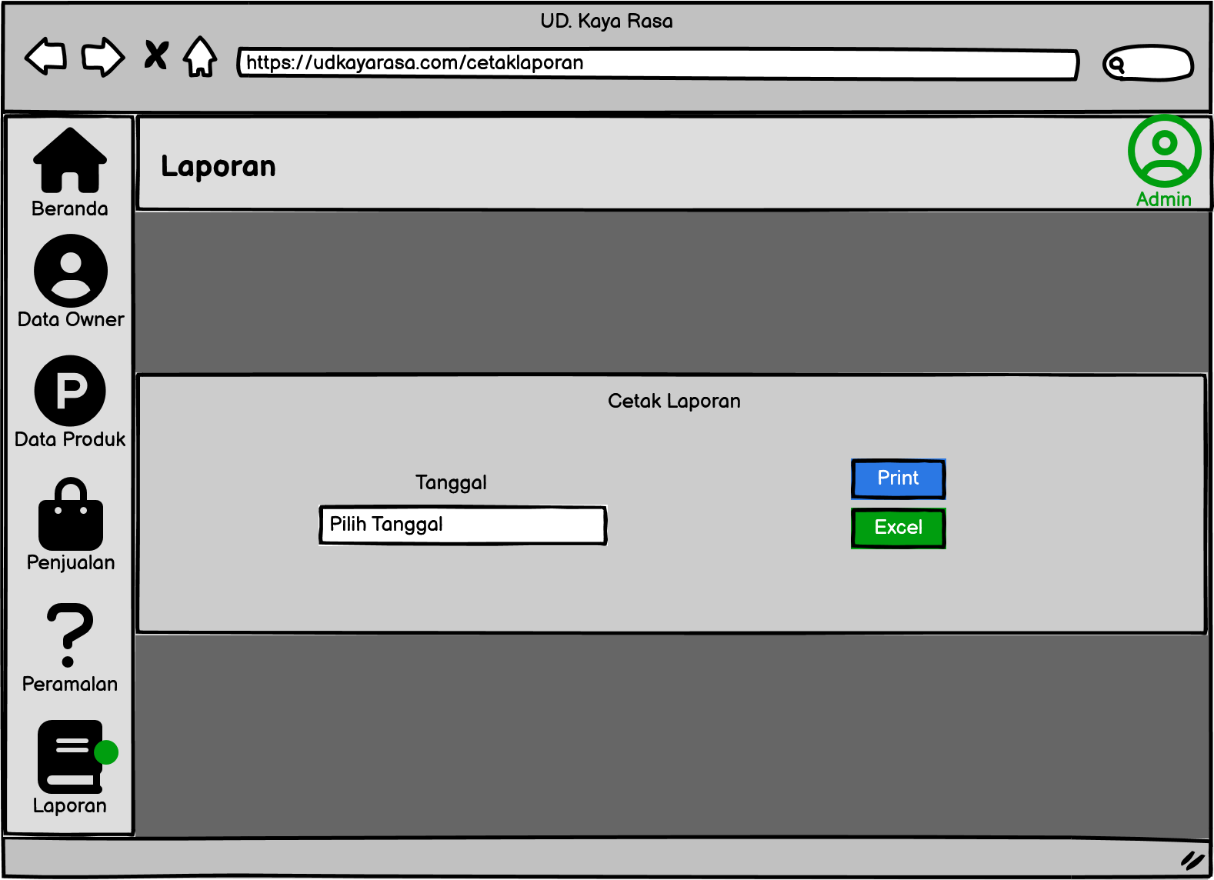 UD. Kaya Rasa
https://udkayarasa.com/cetaklaporan
Laporan
Admin
Beranda
Data Owner
P
Data Produk
Penjualan
?
Peramalan
Laporan
Cetak Laporan
Tanggal
Pilih Tanggal
Print
Excel